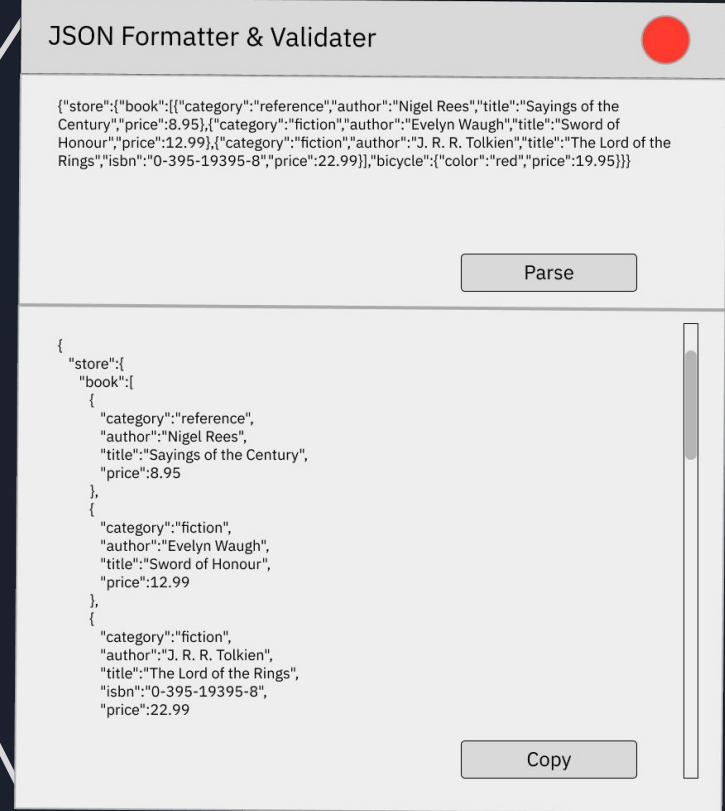 JSON Formatter & Validater
{"store":{"book":[{"category":"reference","author":"Nigel Rees","title":"Sayings of the
Century","price":8.95},{"category":"fiction","author":"Evelyn Waugh","title":"Sword of
Honour","price":12.99},{"category":"fiction","author":"J. R. R. Tolkien","title":"The Lord of the
Rings","isbn":"0-395-19395-8","price":22.99}],"bicycle":{"color":"red","price":19.95}}}
Parse
{
"store":{
"book":[
{
"category":"reference",
"author":"Nigel Rees",
"title":"Sayings of the Century",
"price":8.95
},
{
"category":"fiction",
"author":"Evelyn Waugh",
"title":"Sword of Honour",
"price":12.99
},
{
"category":"fiction",
"author":"J. R. R. Tolkien",
"title":"The Lord of the Rings",
"isbn":"0-395-19395-8",
"price":22.99
Copy